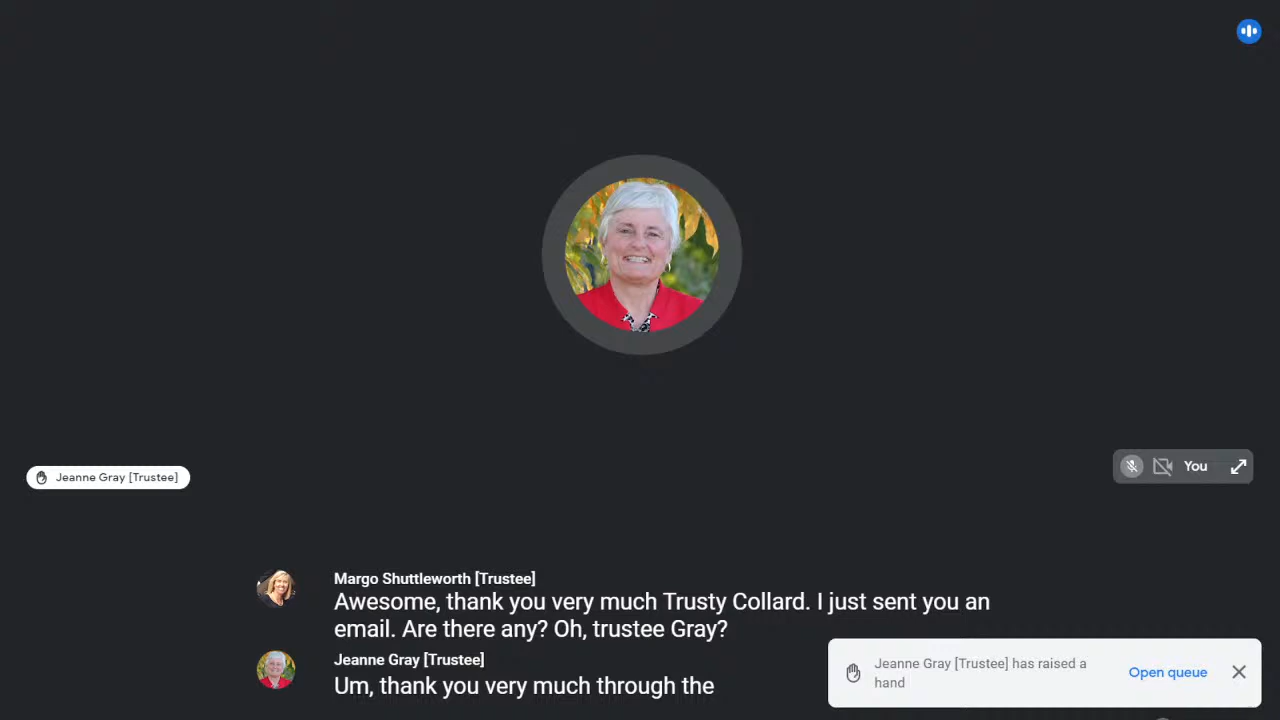 Jeanne Gray [Trustee]
You
Margo Shuttleworth [Trustee]
Awesome, thank you very much Trusty Collard. I just sent you an
email. Are there any? Oh, trustee Gray?
Jeanne Gray [Trustee]
Um, thank you very much through the
Jeanne Gray [Trustee] has raised a
hand
Open queue